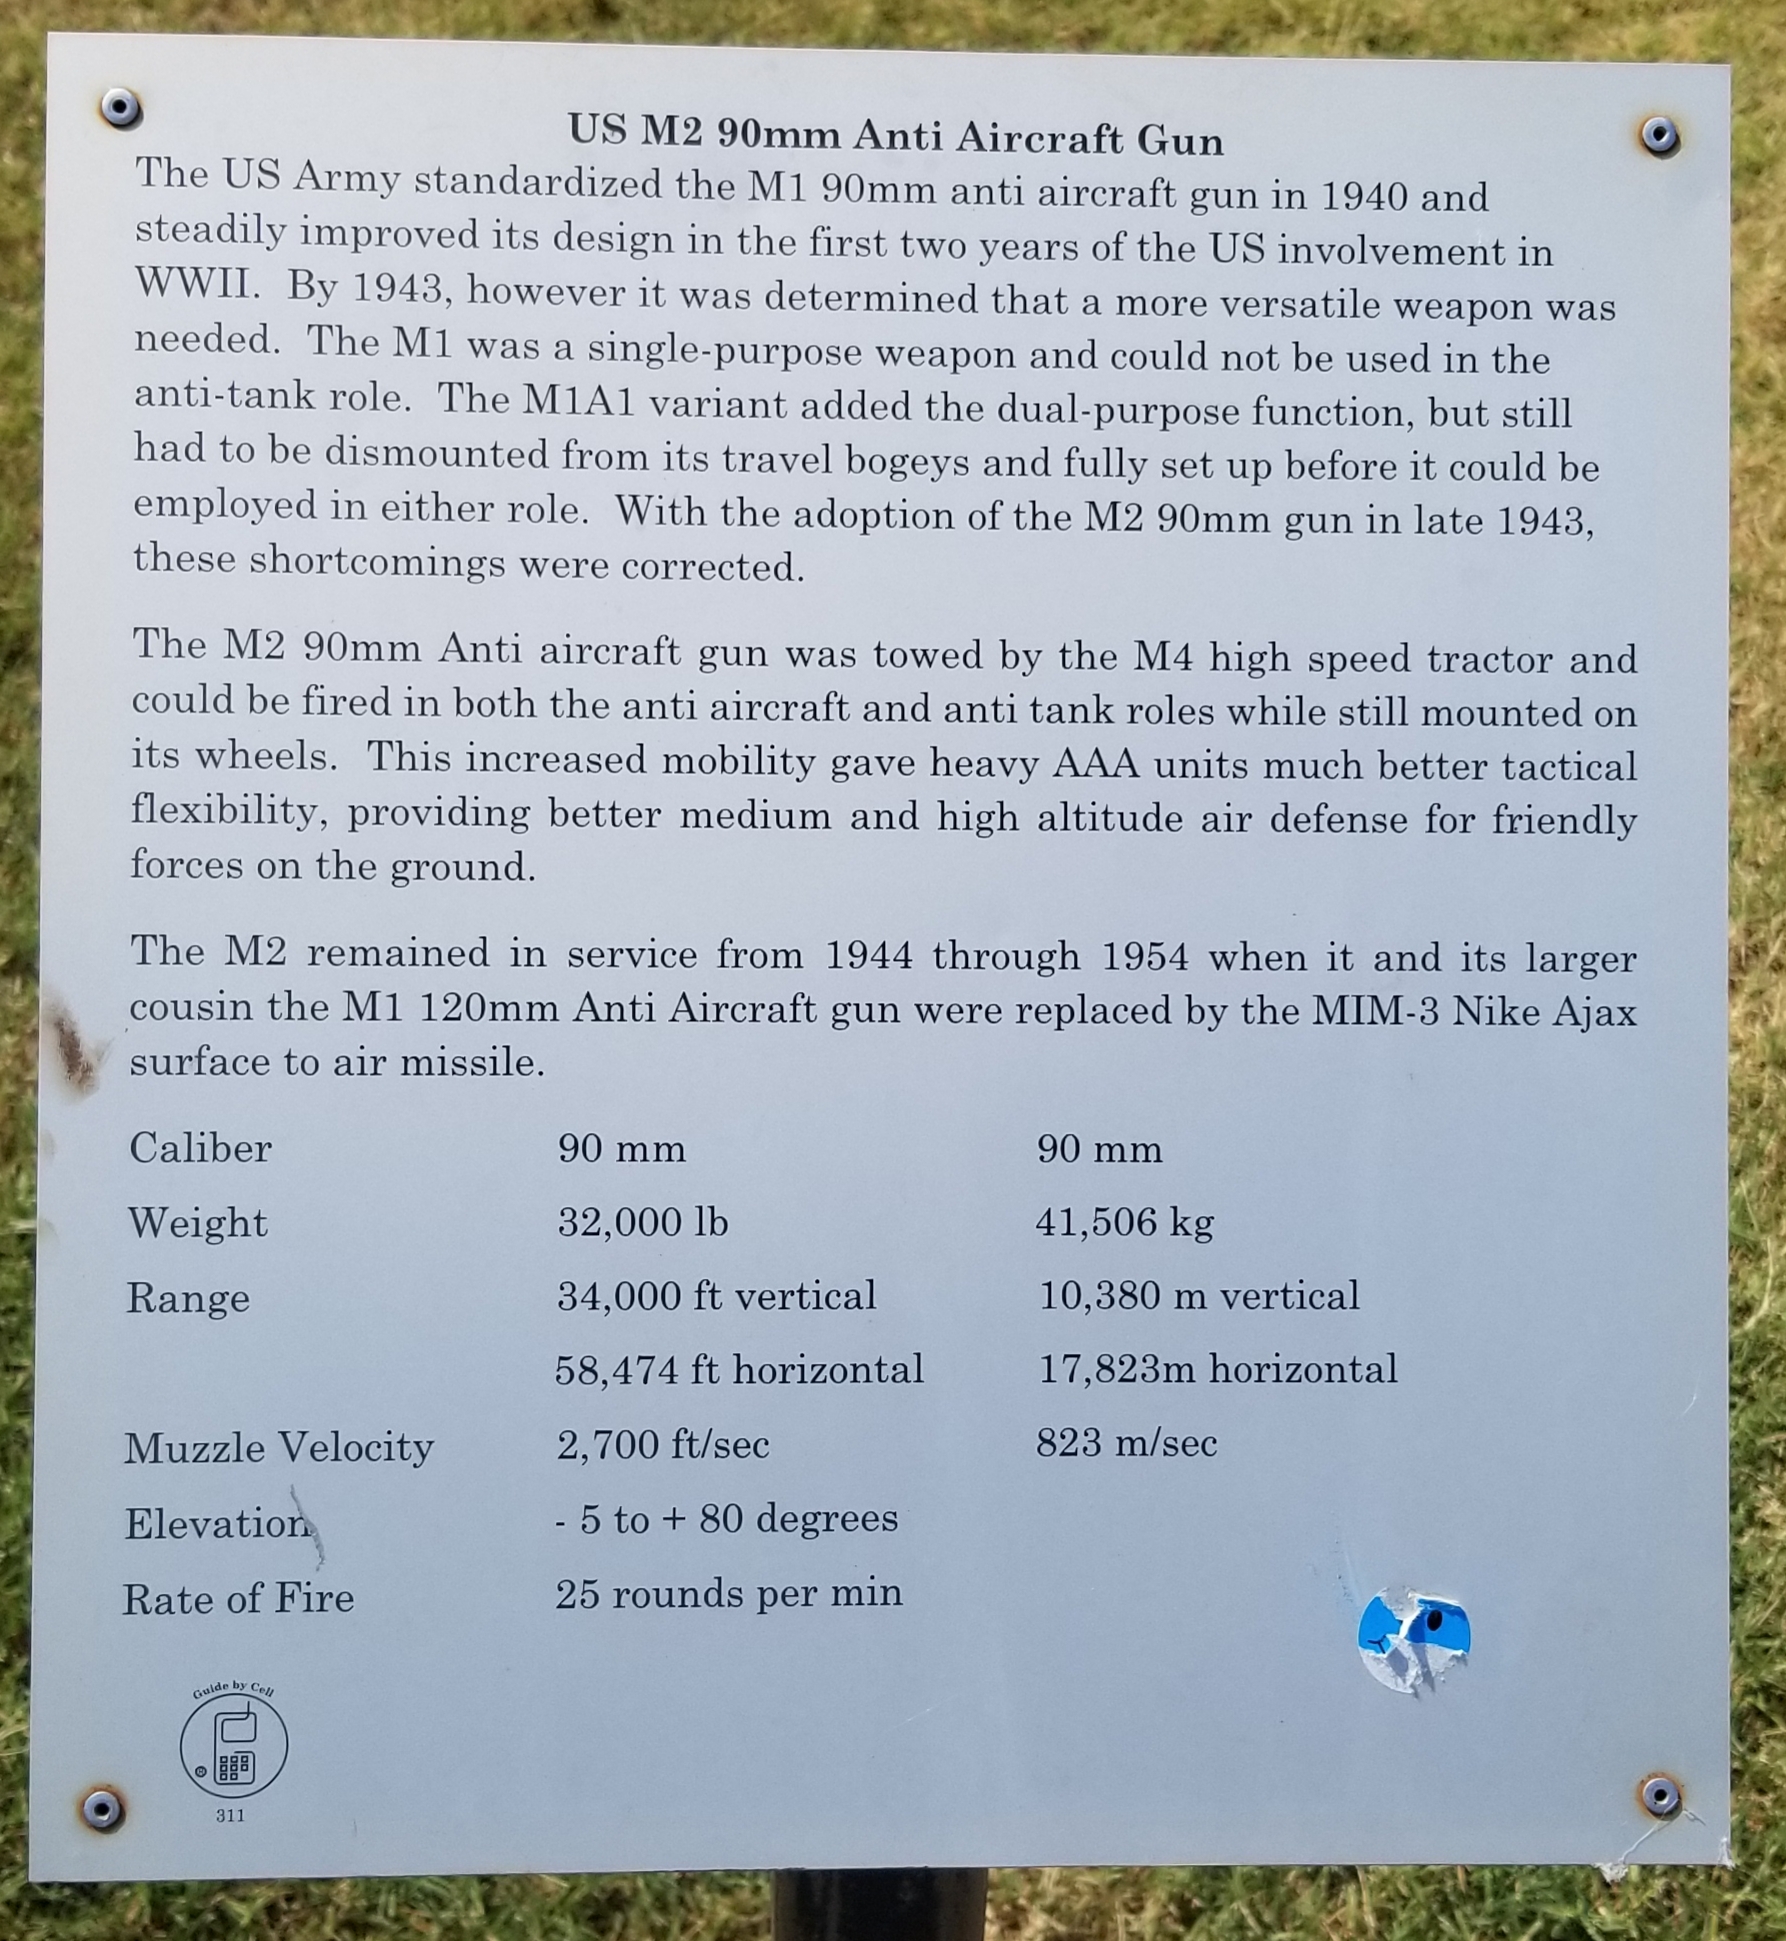 US M2 90mm Anti Aircraft Gun
The US Army standardized the M1 90mm anti aircraft gun in 1940 and
steadily improved its design in the first two years of the US involvement in
WWII. By 1943, however it was determined that a more versatile weapon was
needed. The M1 was a single-purpose weapon and could not be used in the
anti-tank role. The M1A1 variant added the dual-purpose function, but still
had to be dismounted from its travel bogeys and fully set up before it could be
employed in either role. With the adoption of the M2 90mm gun in late 1943,
these shortcomings were corrected.
The M2 90mm Anti aircraft gun was towed by the M4 high speed tractor and
could be fired in both the anti aircraft and anti tank roles while still mounted on
its wheels. This increased mobility gave heavy AAA units much better tactical
flexibility, providing better medium and high altitude air defense for friendly
forces on the ground.
The M2 remained in service from 1944 through 1954 when it and its larger
cousin the M1 120mm Anti Aircraft gun were replaced by the MIM-3 Nike Ajax
surface to air missile.
Caliber 90 mm 90 mm
Weight 32,000 lb 41,506 kg
Range 34,000 ft vertical 10,380 m vertical
58,474 ft horizontal 17,823m horizontal
Muzzle Velocity 2,700 ft/sec 823 m/sec
Elevation - 5 to + 80 degrees
Rate of Fire 25 rounds per min
Guide by Cell
®
311